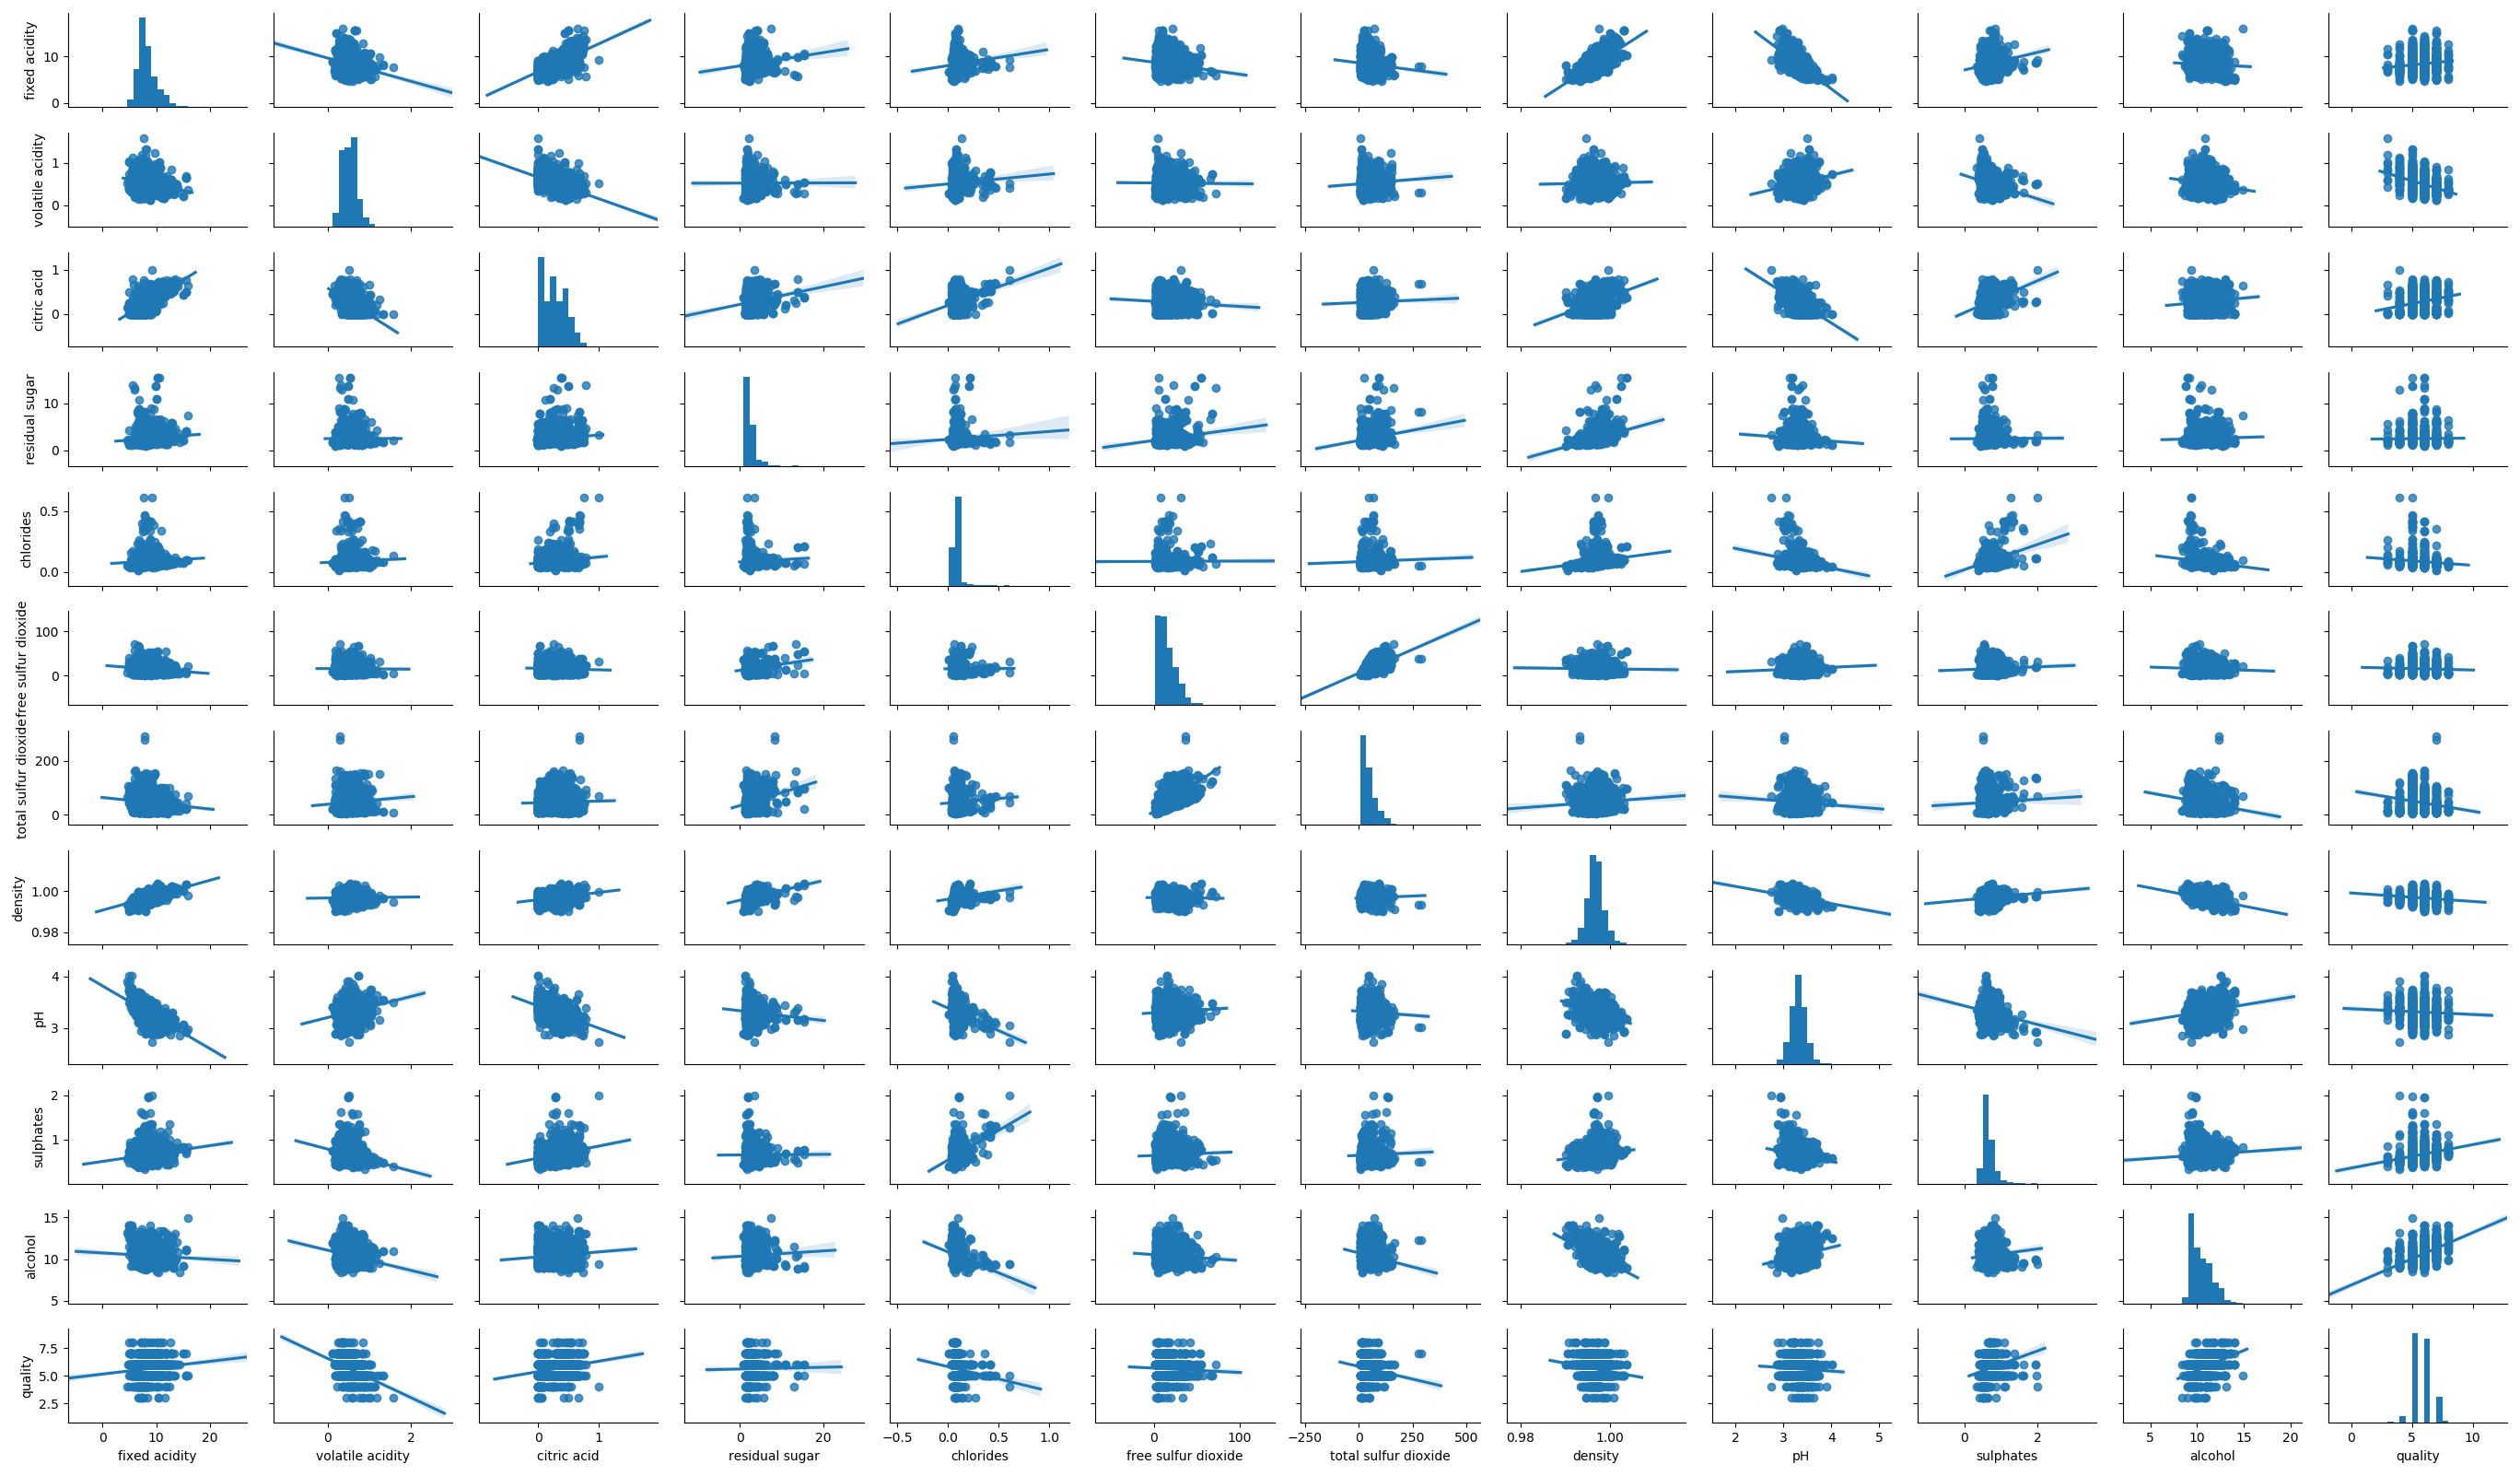 fixed acidity
10
0
volatile acidity
1
0
citric acid
1
0
residual sugar
10
0
chlorides
0.5
0.0
free sulfur dioxide
100
0
total sulfur dioxide
200
0
density
1.00
0.98
pH
4
3
sulphates
2
1
alcohol
15
10
5
quality
7.5
5.0
2.5
0 20 0 2 0 1 0 20 −0.5 0.0 0.5 1.0 0 100 −250 0 250 500 0.98 1.00 2 3 4 5 0 2 5 10 15 20 0 5 10
fixed acidity volatile acidity citric acid residual sugar chlorides free sulfur dioxide total sulfur dioxide density pH sulphates alcohol quality